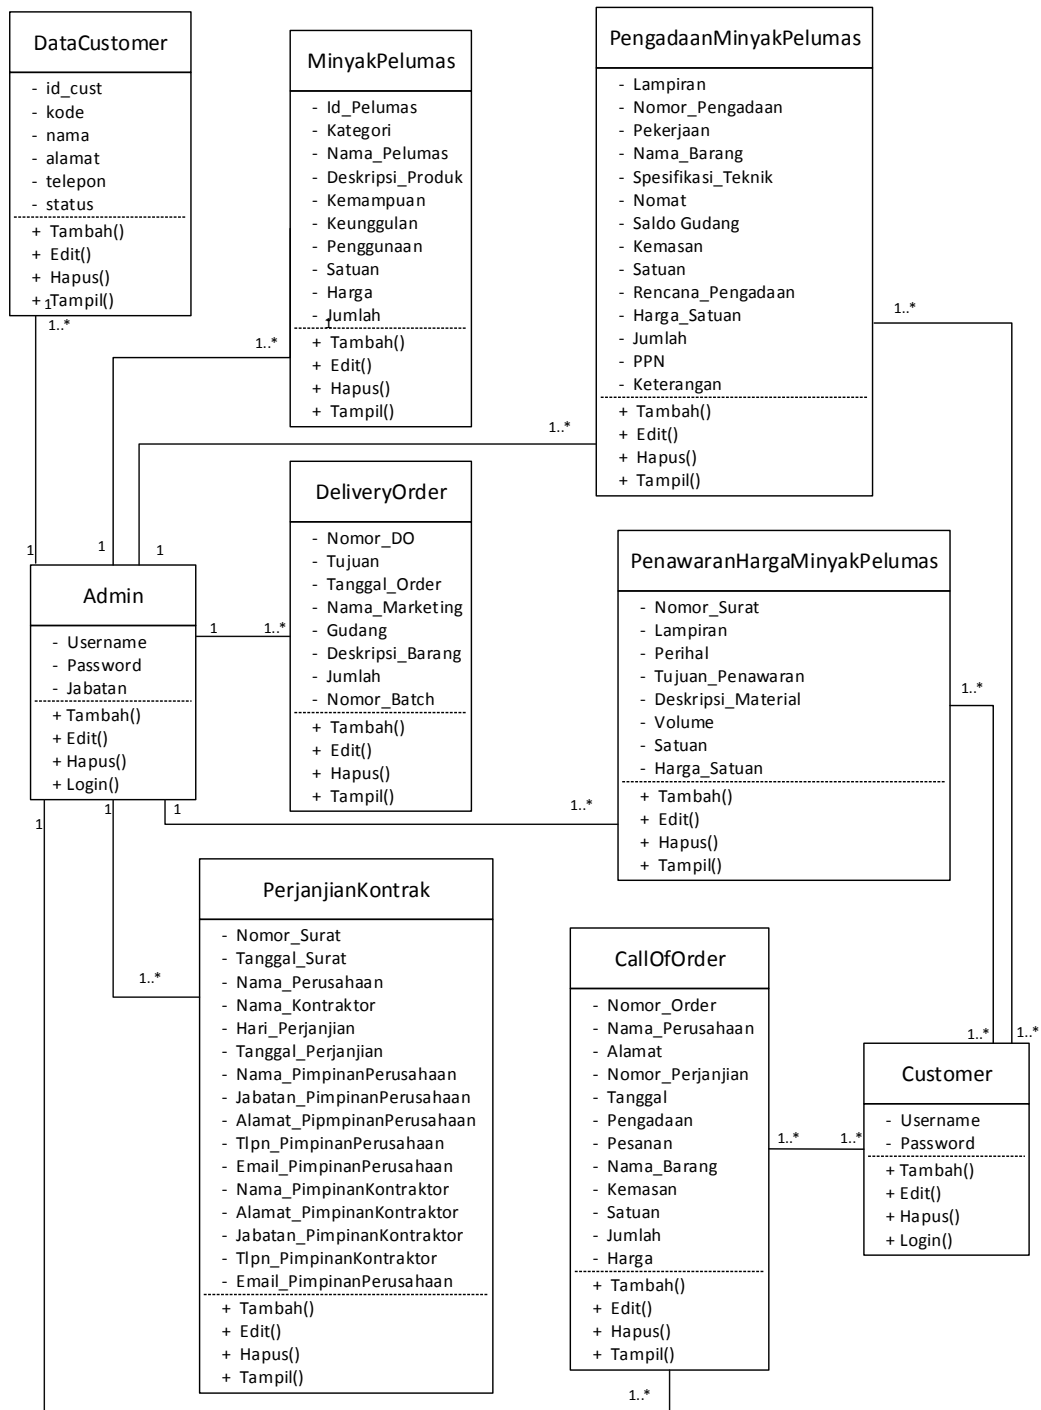 DataCustomer
- id_cust
- kode
- nama
- alamat
- telepon
- status
+ Tambah()
+ Edit()
+ Hapus()
+ Tampil()
1
1..*
MinyakPelumas
- Id_Pelumas
- Kategori
- Nama_Pelumas
- Deskripsi_Produk
- Kemampuan
- Keunggulan
- Penggunaan
- Satuan
- Harga
- Jumlah
1
+ Tambah()
+ Edit()
+ Hapus()
+ Tampil()
1..*
PengadaanMinyakPelumas
- Lampiran
- Nomor_Pengadaan
- Pekerjaan
- Nama_Barang
- Spesifikasi_Teknik
- Nomat
- Saldo Gudang
- Kemasan
- Satuan
- Rencana_Pengadaan
- Harga_Satuan
- Jumlah
- PPN
- Keterangan
+ Tambah()
+ Edit()
+ Hapus()
+ Tampil()
1..*
1..*
DeliveryOrder
- Nomor_DO
- Tujuan
- Tanggal_Order
- Nama_Marketing
- Gudang
- Deskripsi_Barang
- Jumlah
- Nomor_Batch
+ Tambah()
+ Edit()
+ Hapus()
+ Tampil()
1
1
1
Admin
- Username
- Password
- Jabatan
+ Tambah()
+ Edit()
+ Hapus()
+ Login()
1
1..*
1
1
1
1..*
PenawaranHargaMinyakPelumas
- Nomor_Surat
- Lampiran
- Perihal
- Tujuan_Penawaran
- Deskripsi_Material
- Volume
- Satuan
- Harga_Satuan
+ Tambah()
+ Edit()
+ Hapus()
+ Tampil()
1..*
PerjanjianKontrak
- Nomor_Surat
- Tanggal_Surat
- Nama_Perusahaan
- Nama_Kontraktor
- Hari_Perjanjian
- Tanggal_Perjanjian
- Nama_PimpinanPerusahaan
- Jabatan_PimpinanPerusahaan
- Alamat_PipmpinanPerusahaan
- Tlpn_PimpinanPerusahaan
- Email_PimpinanPerusahaan
- Nama_PimpinanKontraktor
- Alamat_PimpinanKontraktor
- Jabatan_PimpinanKontraktor
- Tlpn_PimpinanKontraktor
- Email_PimpinanPerusahaan
+ Tambah()
+ Edit()
+ Hapus()
+ Tampil()
1..*
CallOfOrder
- Nomor_Order
- Nama_Perusahaan
- Alamat
- Nomor_Perjanjian
- Tanggal
- Pengadaan
- Pesanan
- Nama_Barang
- Kemasan
- Satuan
- Jumlah
- Harga
+ Tambah()
+ Edit()
+ Hapus()
+ Tampil()
1..*
1..*
1..*
1..*
1..*
Customer
- Username
- Password
+ Tambah()
+ Edit()
+ Hapus()
+ Login()